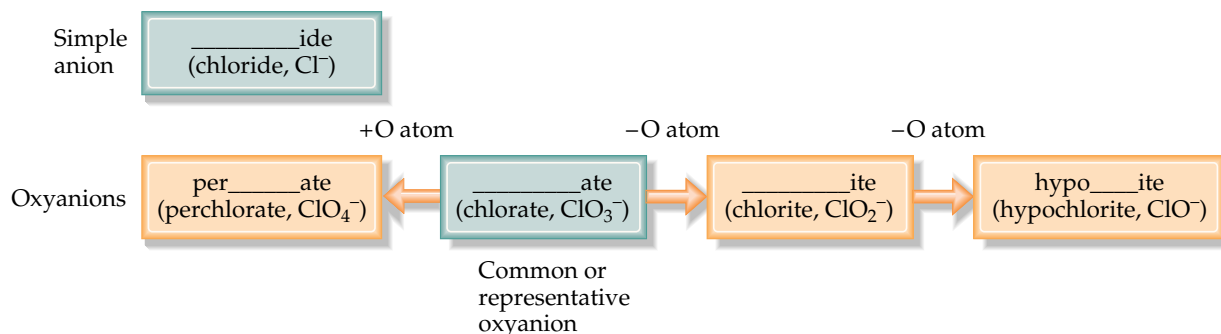 Simple
anion
_________ide
(chloride, Cl⁻)
+O atom
−O atom
−O atom
Oxyanions
per______ate
(perchlorate, ClO₄⁻)
_________ate
(chlorate, ClO₃⁻)
_________ite
(chlorite, ClO₂⁻)
hypo____ite
(hypochlorite, ClO⁻)
Common or
representative
oxyanion